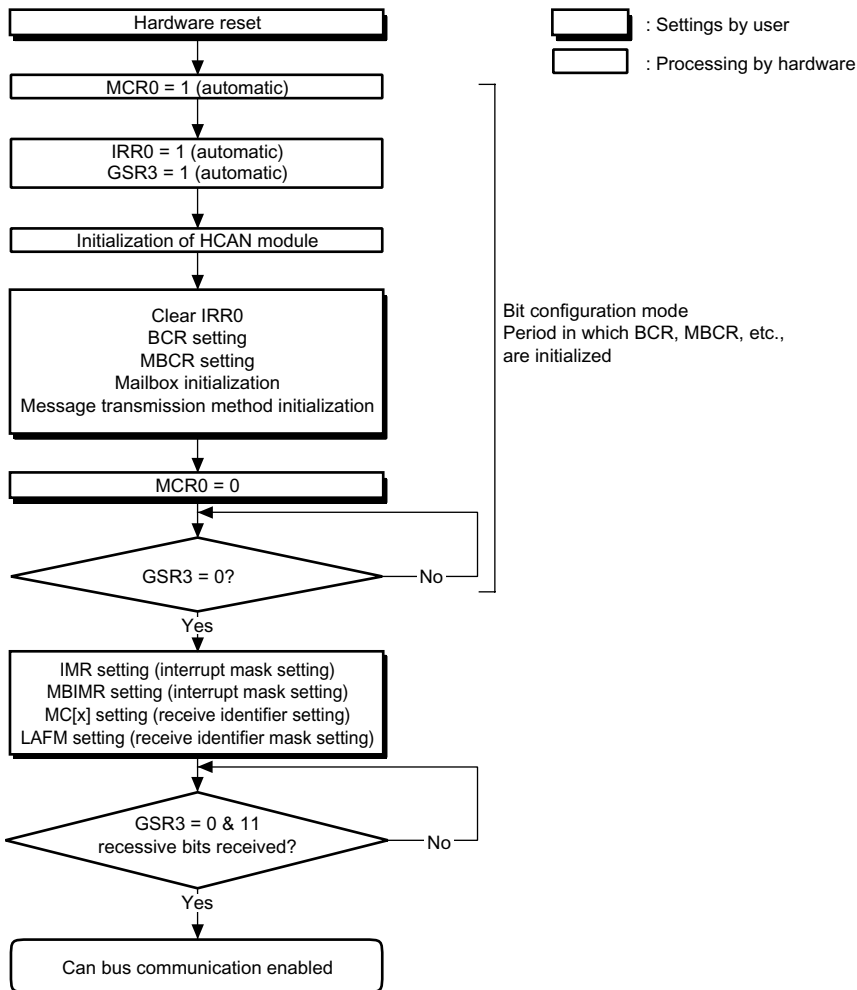 Hardware reset
: Settings by user
: Processing by hardware
MCR0 = 1 (automatic)
IRR0 = 1 (automatic)
GSR3 = 1 (automatic)
Initialization of HCAN module
Clear IRR0
BCR setting
MBCR setting
Mailbox initialization
Message transmission method initialization
Bit configuration mode
Period in which BCR, MBCR, etc.,
are initialized
MCR0 = 0
GSR3 = 0?
No
Yes
IMR setting (interrupt mask setting)
MBIMR setting (interrupt mask setting)
MC[x] setting (receive identifier setting)
LAFM setting (receive identifier mask setting)
GSR3 = 0 & 11
recessive bits received?
No
Yes
Can bus communication enabled